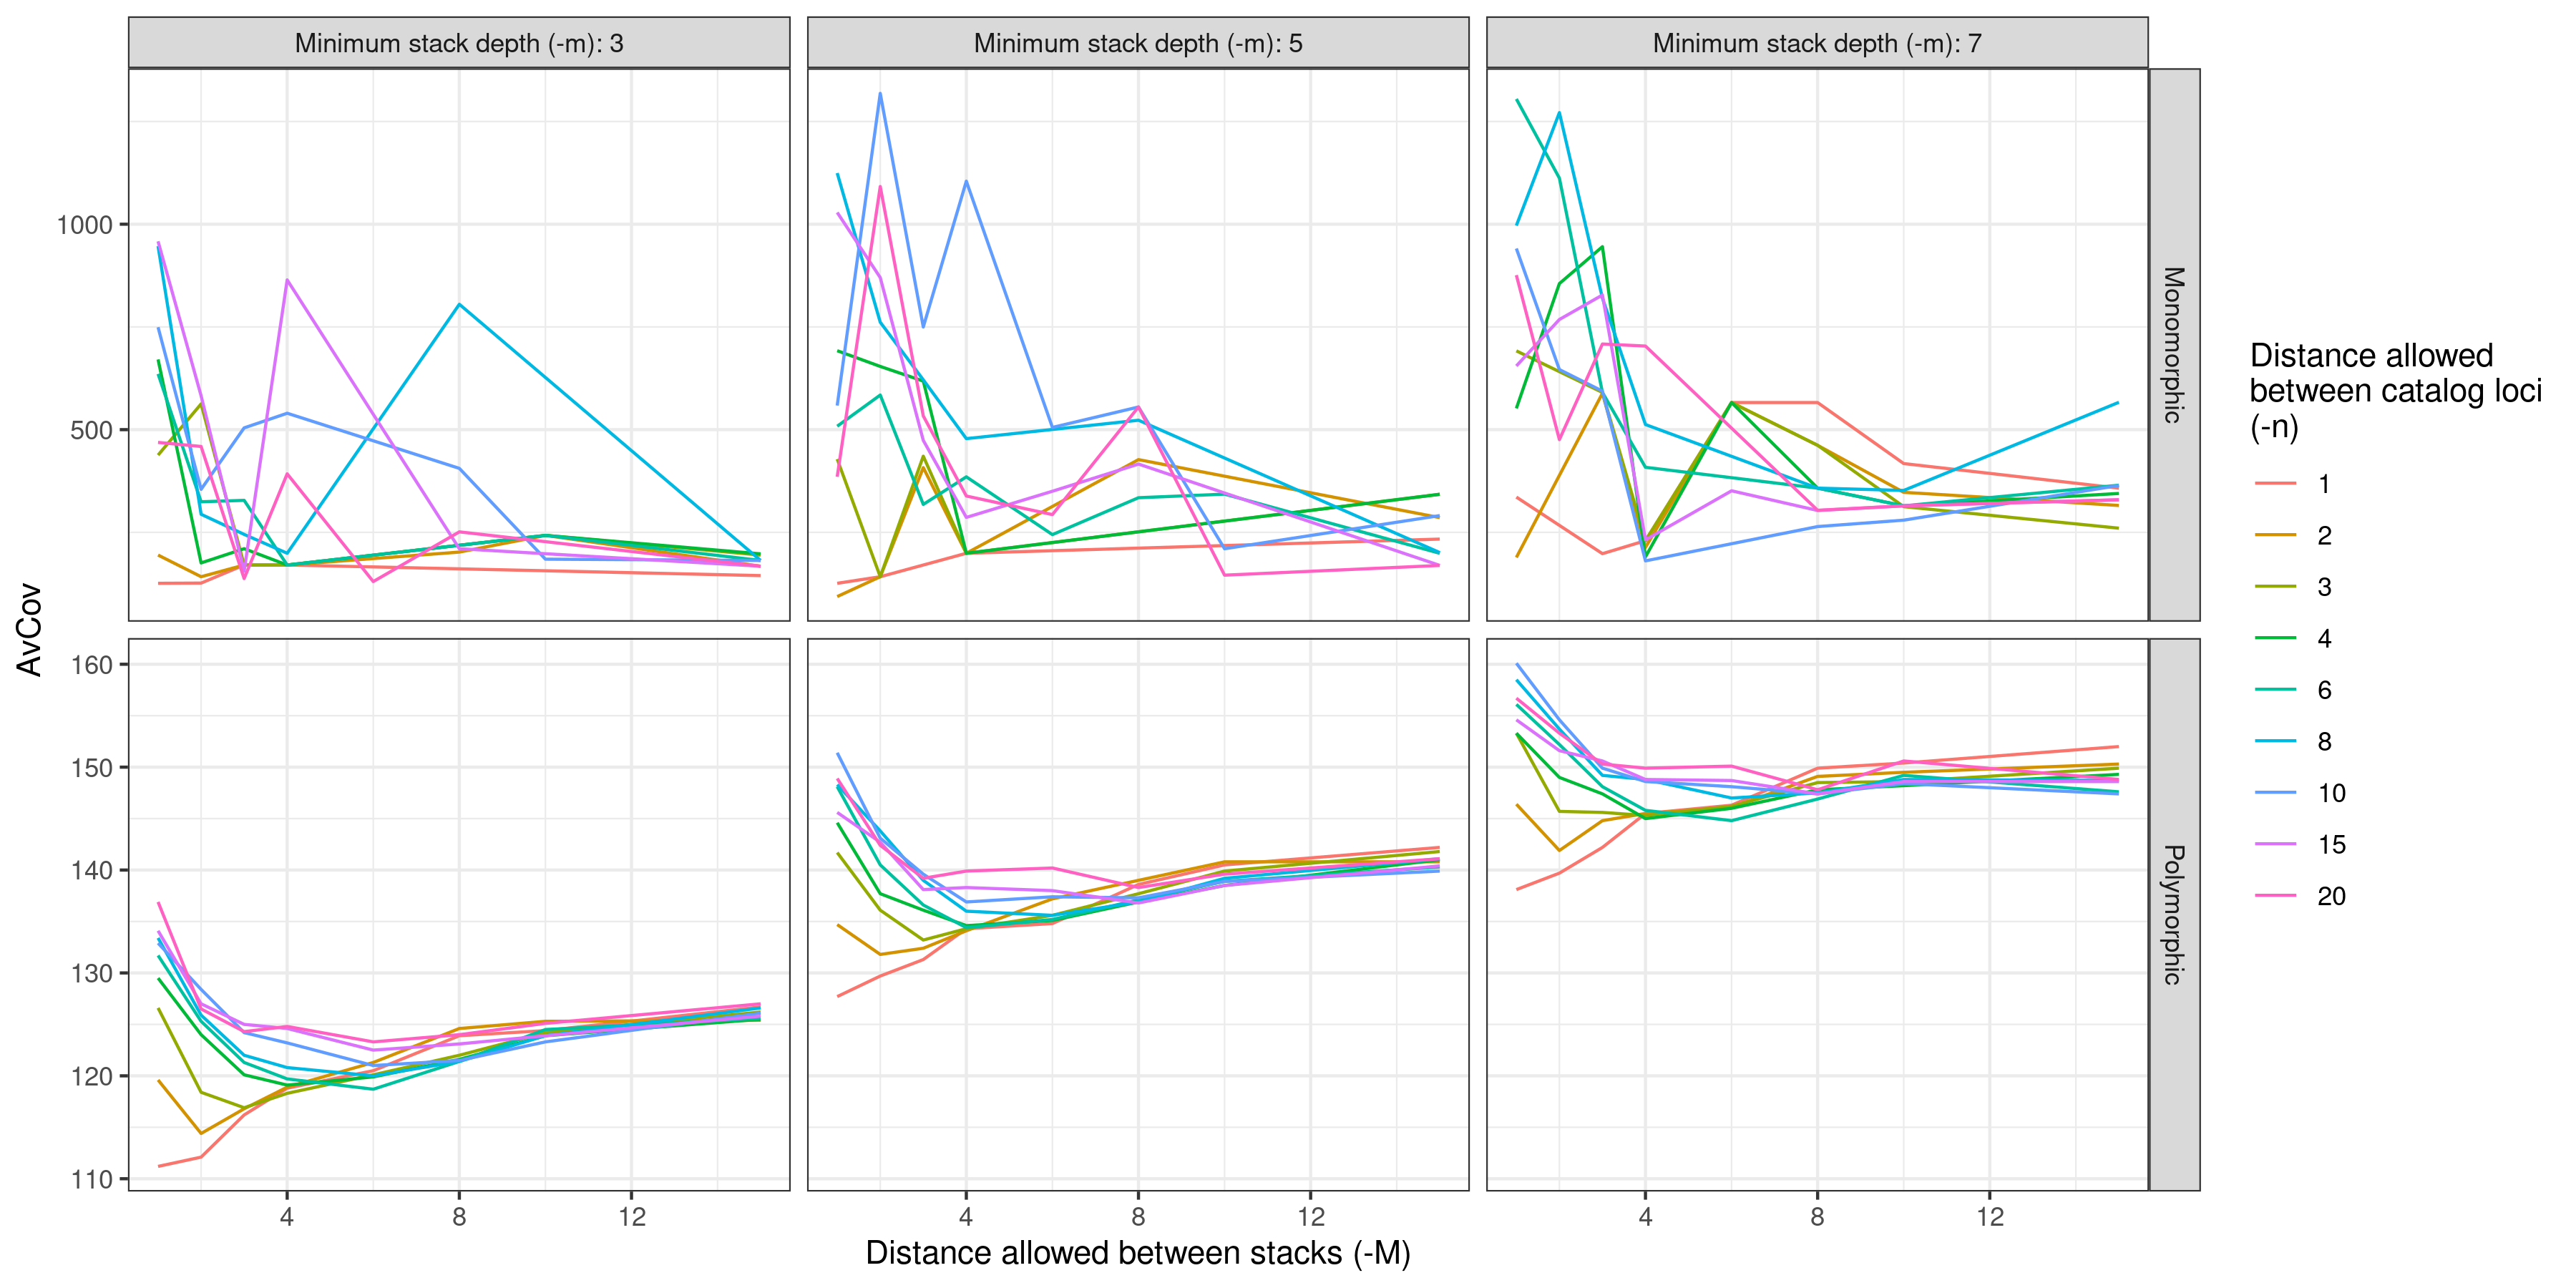 Minimum stack depth (-m): 3
Minimum stack depth (-m): 5
Minimum stack depth (-m): 7
1000
500
Monomorphic
AvCov
160
150
140
130
120
110
Polymorphic
4
8
12
4
8
12
4
8
12
Distance allowed between stacks (-M)
Distance allowed
between catalog loci
(-n)
1
2
3
4
6
8
10
15
20